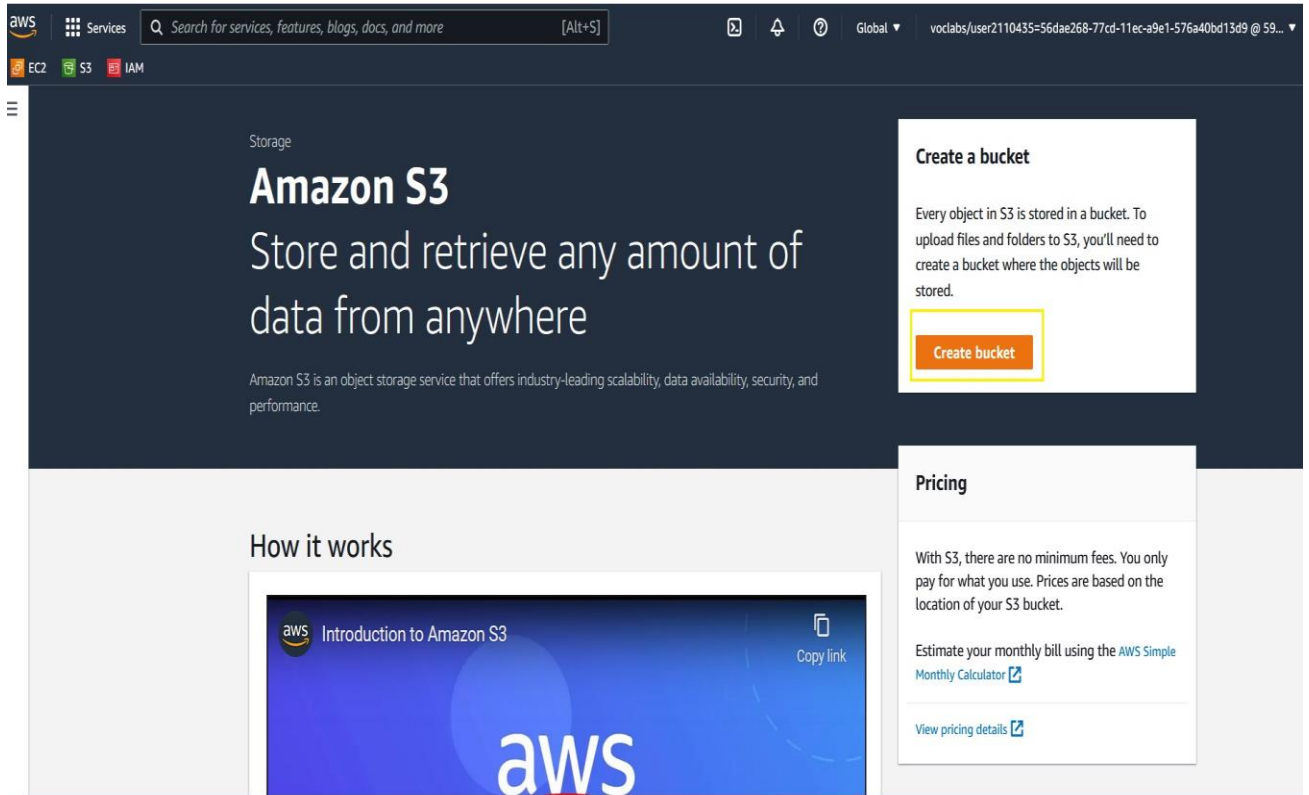 aws
Services
Search for services, features, blogs, docs, and more
[Alt+S]
Global
voclabs/user2110435=56dae268-77cd-11ec-a9e1-576a40bd13d9 @ 59...
EC2
S3
IAM
Storage
Amazon S3
Store and retrieve any amount of
data from anywhere
Amazon S3 is an object storage service that offers industry-leading scalability, data availability, security, and
performance.
Create a bucket
Every object in S3 is stored in a bucket. To
upload files and folders to S3, you'll need to
create a bucket where the objects will be
stored.
Create bucket
Pricing
With S3, there are no minimum fees. You only
pay for what you use. Prices are based on the
location of your S3 bucket.
Estimate your monthly bill using the AWS Simple
Monthly Calculator
View pricing details
How it works
aws
Introduction to Amazon S3
Copy link
aws